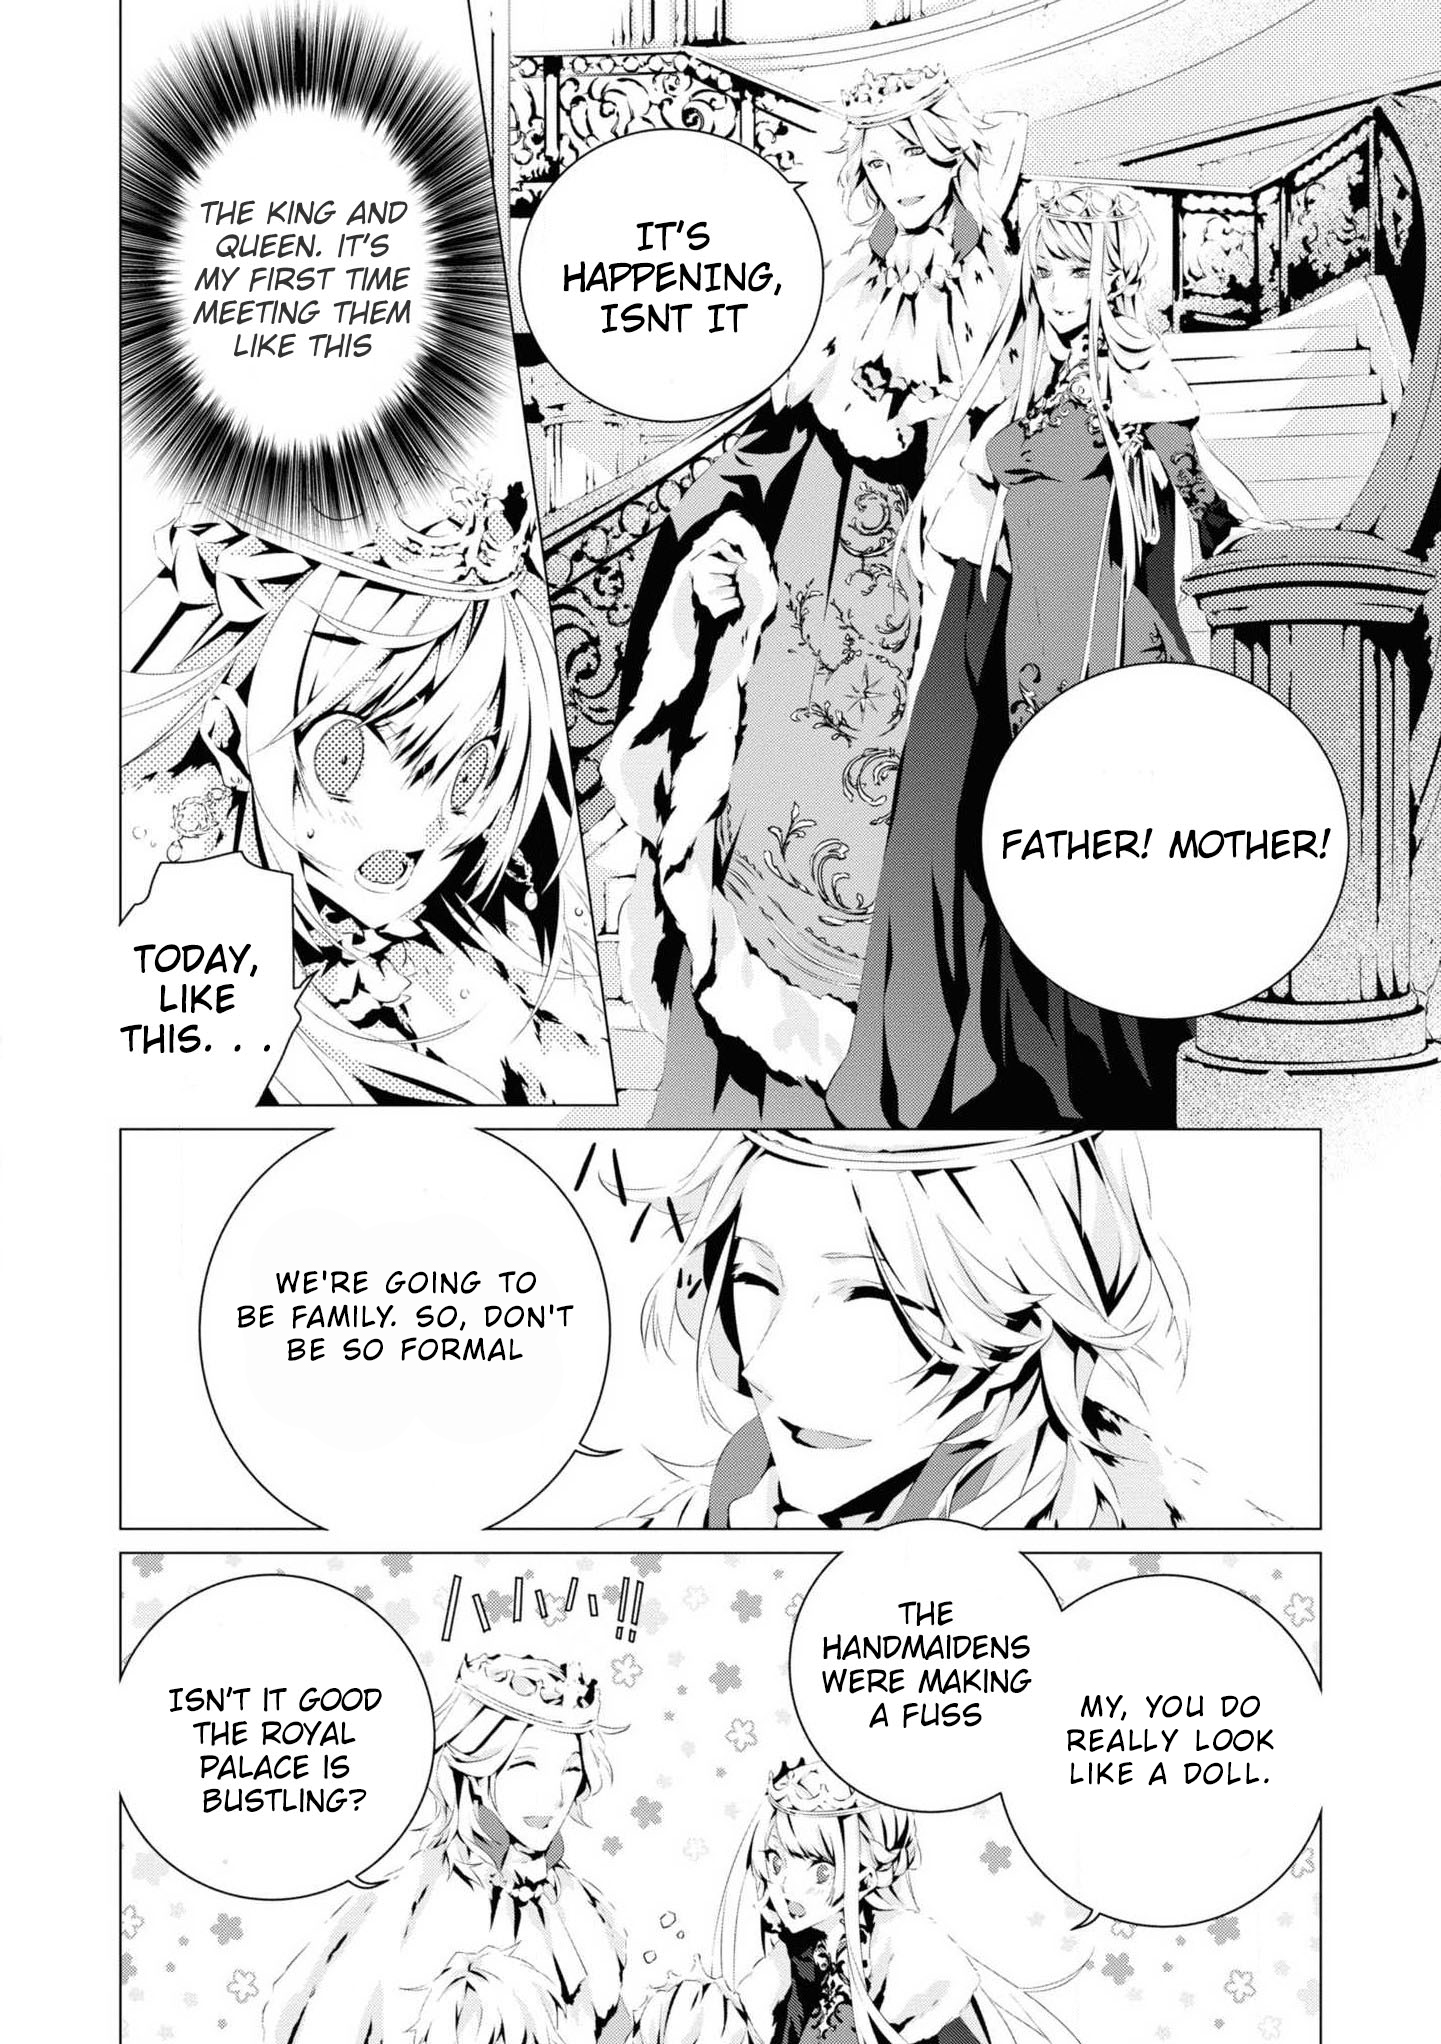 IT'S
HAPPENING,
ISNT IT
FATHER! MOTHER!
THE KING AND
QUEEN. IT'S
MY FIRST TIME
MEETING THEM
LIKE THIS
TODAY,
LIKE
THIS. . .
WE'RE GOING TO
BE FAMILY. SO, DON'T
BE SO FORMAL
MY, YOU DO
REALLY LOOK
LIKE A DOLL.
THE
HANDMAIDENS
WERE MAKING
A FUSS
ISN'T IT GOOD
THE ROYAL
PALACE IS
BUSTLING?